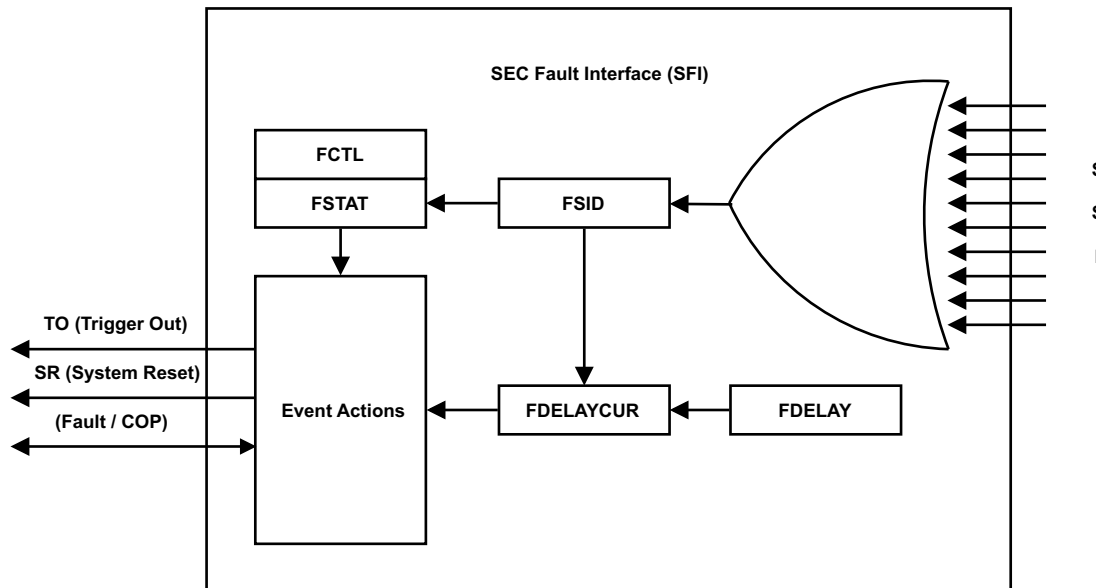 SEC Fault Interface (SFI)
FCTL
FSTAT
FSID
TO (Trigger Out)
SR (System Reset)
(Fault / COP)
Event Actions
FDELAYCUR
FDELAY